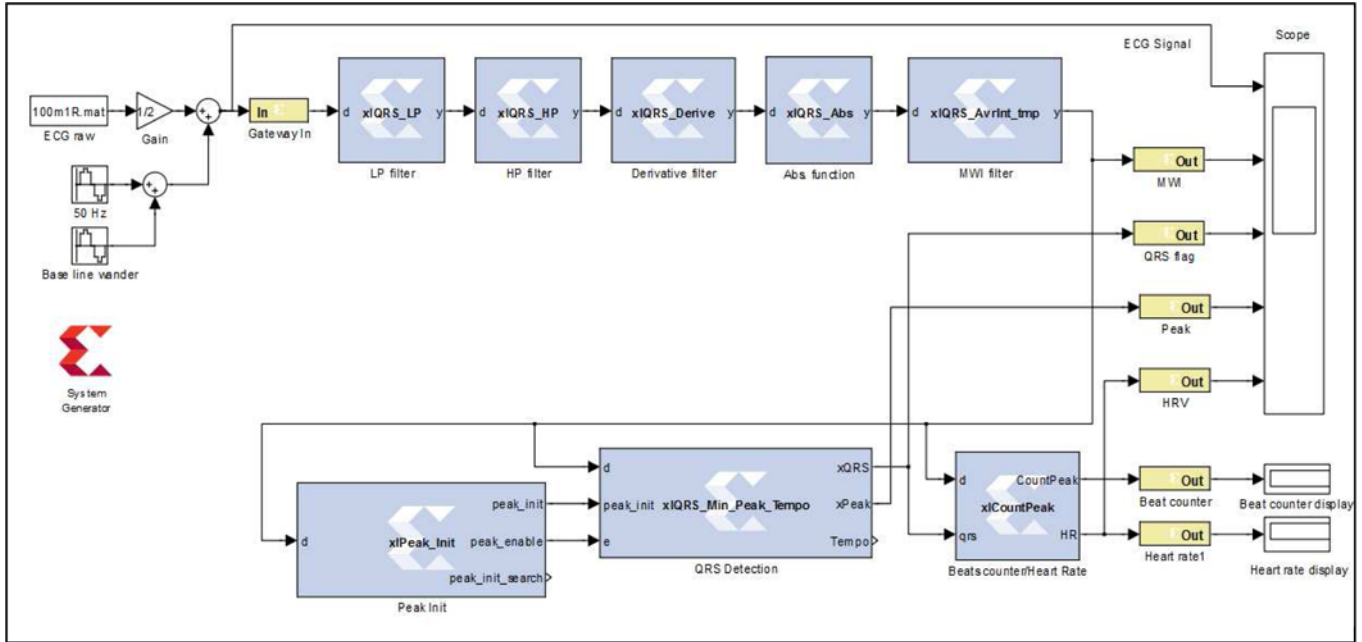 ECG Signal
Scope
100m1R.mat
ECG raw
1/2
Gain
+
+
In
Gateway In
d
xlQRS_LP
y
LP filter
d
xlQRS_HP
y
HP filter
d
xlQRS_Derive
y
Derivative filter
d
xlQRS_Abs
y
Abs. function
d
xlQRS_AvrInt_tmp
y
MWI filter
50 Hz
+
+
Base line wander
System
Generator
Out
MWI
Out
QRS flag
Out
Peak
Out
HRV
d
xlPeak_Init
peak_init
peak_enable
peak_init_search
Peak Init
d
peak_init
e
xlQRS_Min_Peak_Tempo
xQRS
xPeak
Tempo
QRS Detection
d
qrs
xlCountPeak
CountPeak
HR
Beats counter/Heart Rate
Out
Beat counter
Beat counter display
Out
Heart rate1
Heart rate display